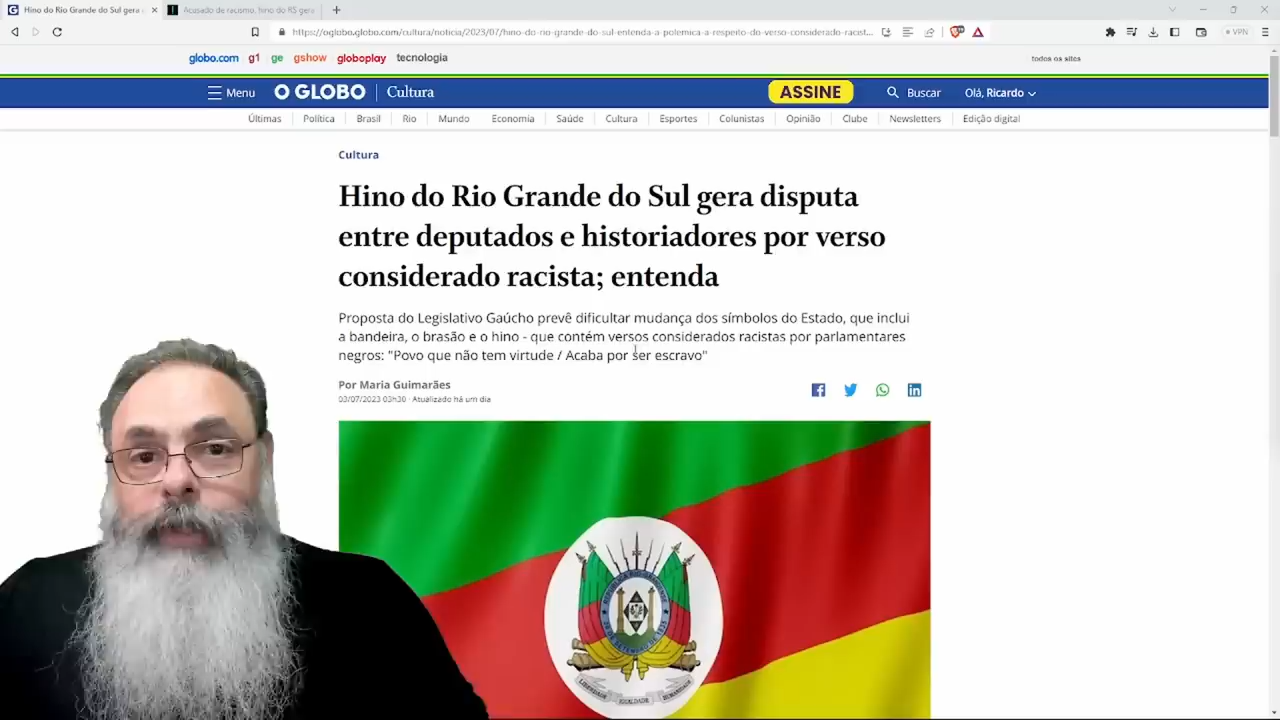 Hino do Rio Grande do Sul gera
Acusado de racismo, hino do RS gera
https://oglobo.globo.com/cultura/noticia/2023/07/hino-do-rio-grande-do-sul-entenda-a-polemica-a-respeito-do-verso-considerado-racist...
VPN
globo.com g1 ge gshow globoplay tecnologia
todos os sites
Menu O GLOBO Cultura ASSINE Buscar Olá, Ricardo
Últimas Política Brasil Rio Mundo Economia Saúde Cultura Esportes Colunistas Opinião Clube Newsletters Edição digital
Cultura
Hino do Rio Grande do Sul gera disputa
entre deputados e historiadores por verso
considerado racista; entenda
Proposta do Legislativo Gaúcho prevê dificultar mudança dos símbolos do Estado, que inclui
a bandeira, o brasão e o hino - que contém versos considerados racistas por parlamentares
negros: "Povo que não tem virtude / Acaba por ser escravo"
Por Maria Guimarães
03/07/2023 03h30 · Atualizado há um dia
LIBERDADE IGUALDADE HUMANIDADE